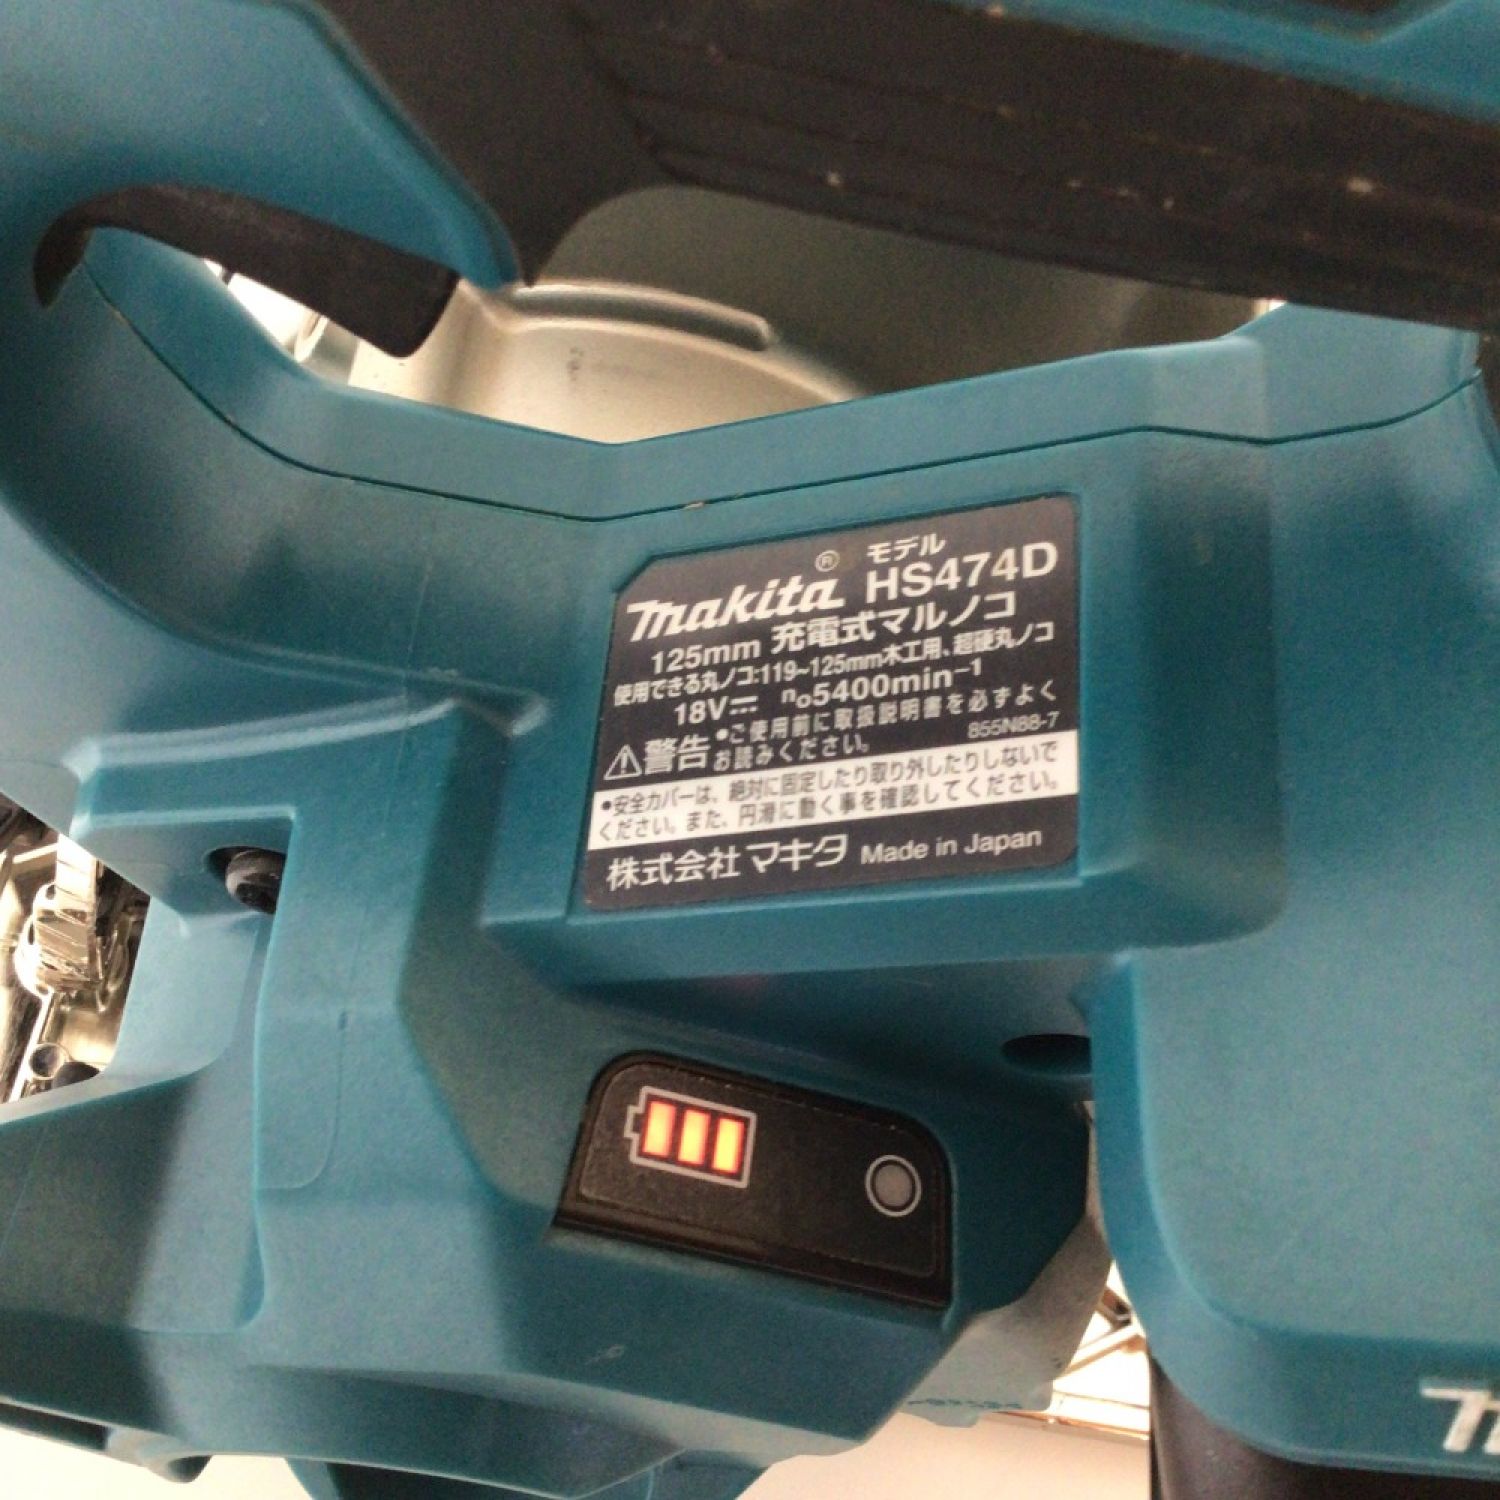 makita® モデル HS474D
125mm 充電式マルノコ
使用できる丸ノコ:119~125mm木工用、超硬丸ノコ
18V⎓ n₀5400min⁻¹
⚠警告 •ご使用前に取扱説明書を必ずよく
お読みください。 855N88-7
•安全カバーは、絶対に固定したり取り外したりしないで
ください。また、円滑に動く事を確認してください。
株式会社マキタ Made in Japan